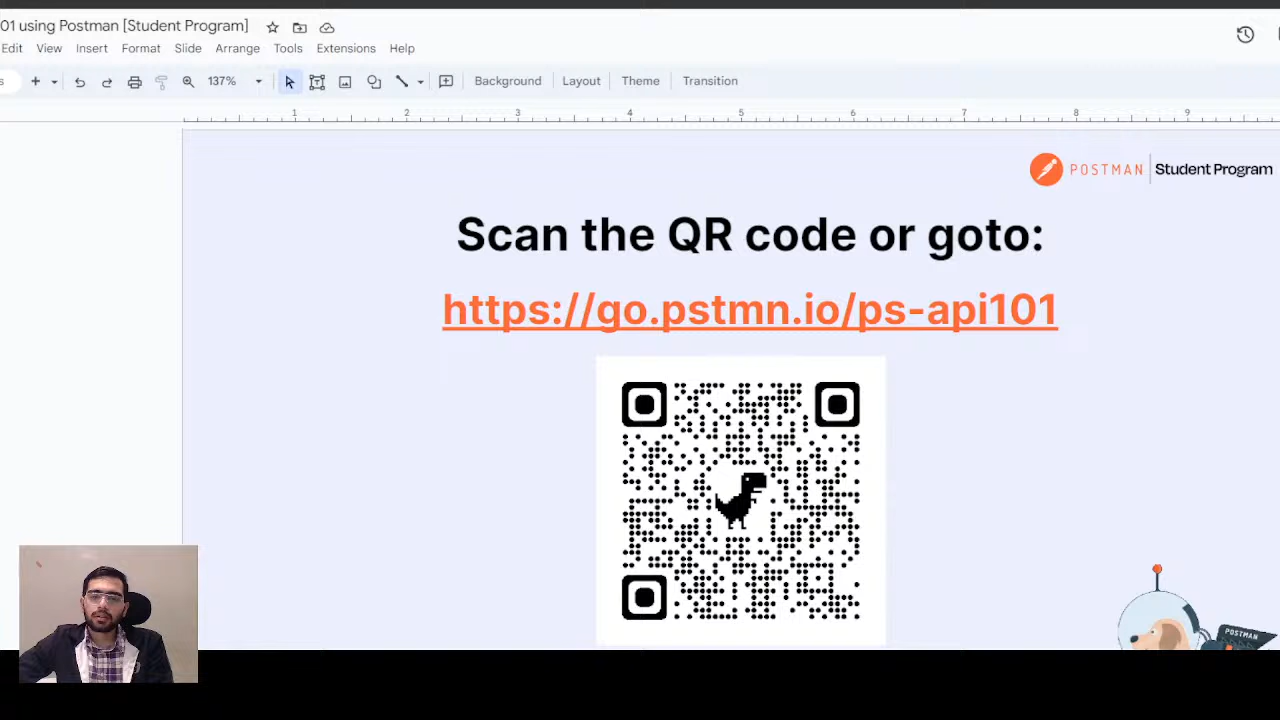 01 using Postman [Student Program]
Edit View Insert Format Slide Arrange Tools Extensions Help
s + 137% Background Layout Theme Transition
1 2 3 4 5 6 7 8 9
POSTMAN Student Program
Scan the QR code or goto:
https://go.pstmn.io/ps-api101
POSTMAN